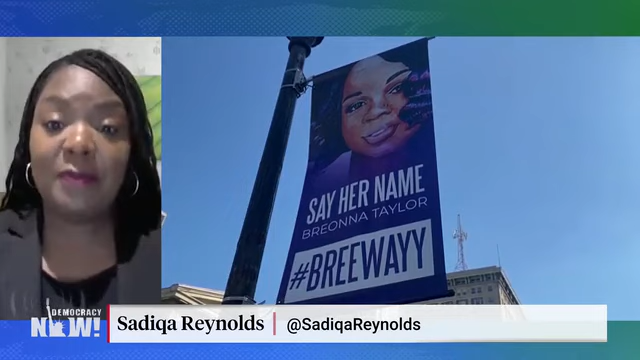 SAY HER NAME
BREONNA TAYLOR
#BREEWAYY
DEMOCRACY
NOW!
Sadiqa Reynolds
@SadiqaReynolds